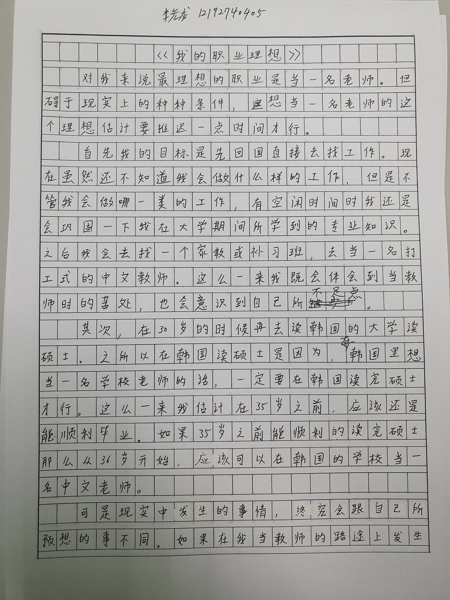 李光龙 12192740405
<<我的职业理想>>
对我来说最理想的职业是当一名老师。但
碍于现实上的种种条件，想当一名老师的这
个理想估计要推迟一点时间才行。
首先我的目标是先回国直接去找工作。现
在虽然还不知道我会做什么样的工作，但是不
管我会做哪一类的工作，有空闲时间时我还是
会巩固一下我在大学期间所学到的专业知识。
之后我会去找一个家教或补习班，去当一名打
工式的中文教师。这么一来我既会体会到当教
师时的苦处，也会意识到自己所不足点。
其次，在30岁的时候再去读韩国的大学读
硕士。之所以在韩国读硕士是因为，在韩国里想
当一名学校老师的话，一定要在韩国读完硕士
才行。这么一来我估计在35岁之前，应该还是
能顺利毕业。如果35岁之前能顺利的读完硕士
那么从36岁开始，应该可以在韩国的学校当一
名中文老师。
可是现实中发生的事情，终究会跟自己所
预想的事不同。如果在我当教师的路途上发生